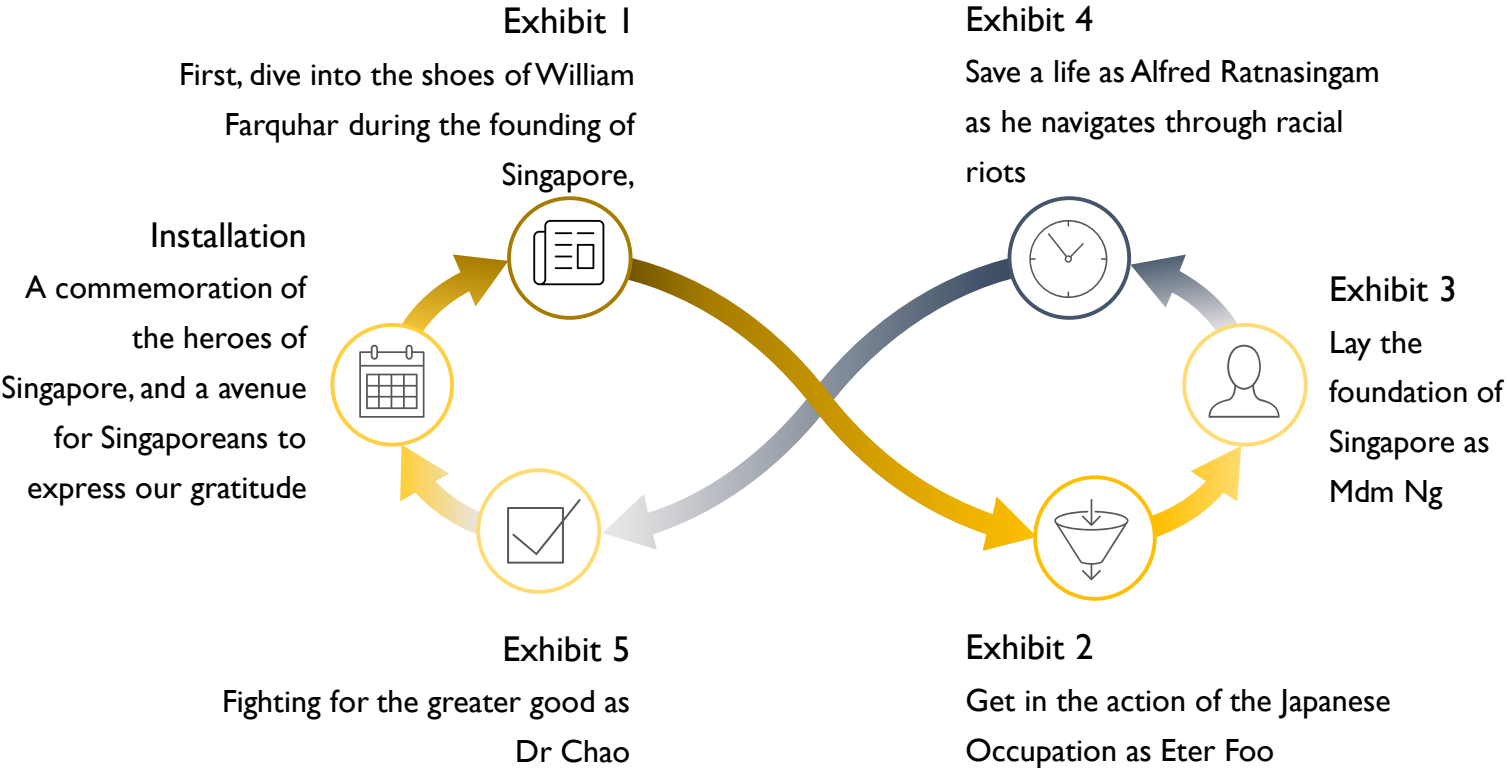 Exhibit 1
First, dive into the shoes of William
Farquhar during the founding of
Singapore,
Exhibit 4
Save a life as Alfred Ratnasingam
as he navigates through racial
riots
Installation
A commemoration of
the heroes of
Singapore, and a avenue
for Singaporeans to
express our gratitude
Exhibit 3
Lay the
foundation of
Singapore as
Mdm Ng
Exhibit 5
Fighting for the greater good as
Dr Chao
Exhibit 2
Get in the action of the Japanese
Occupation as Eter Foo